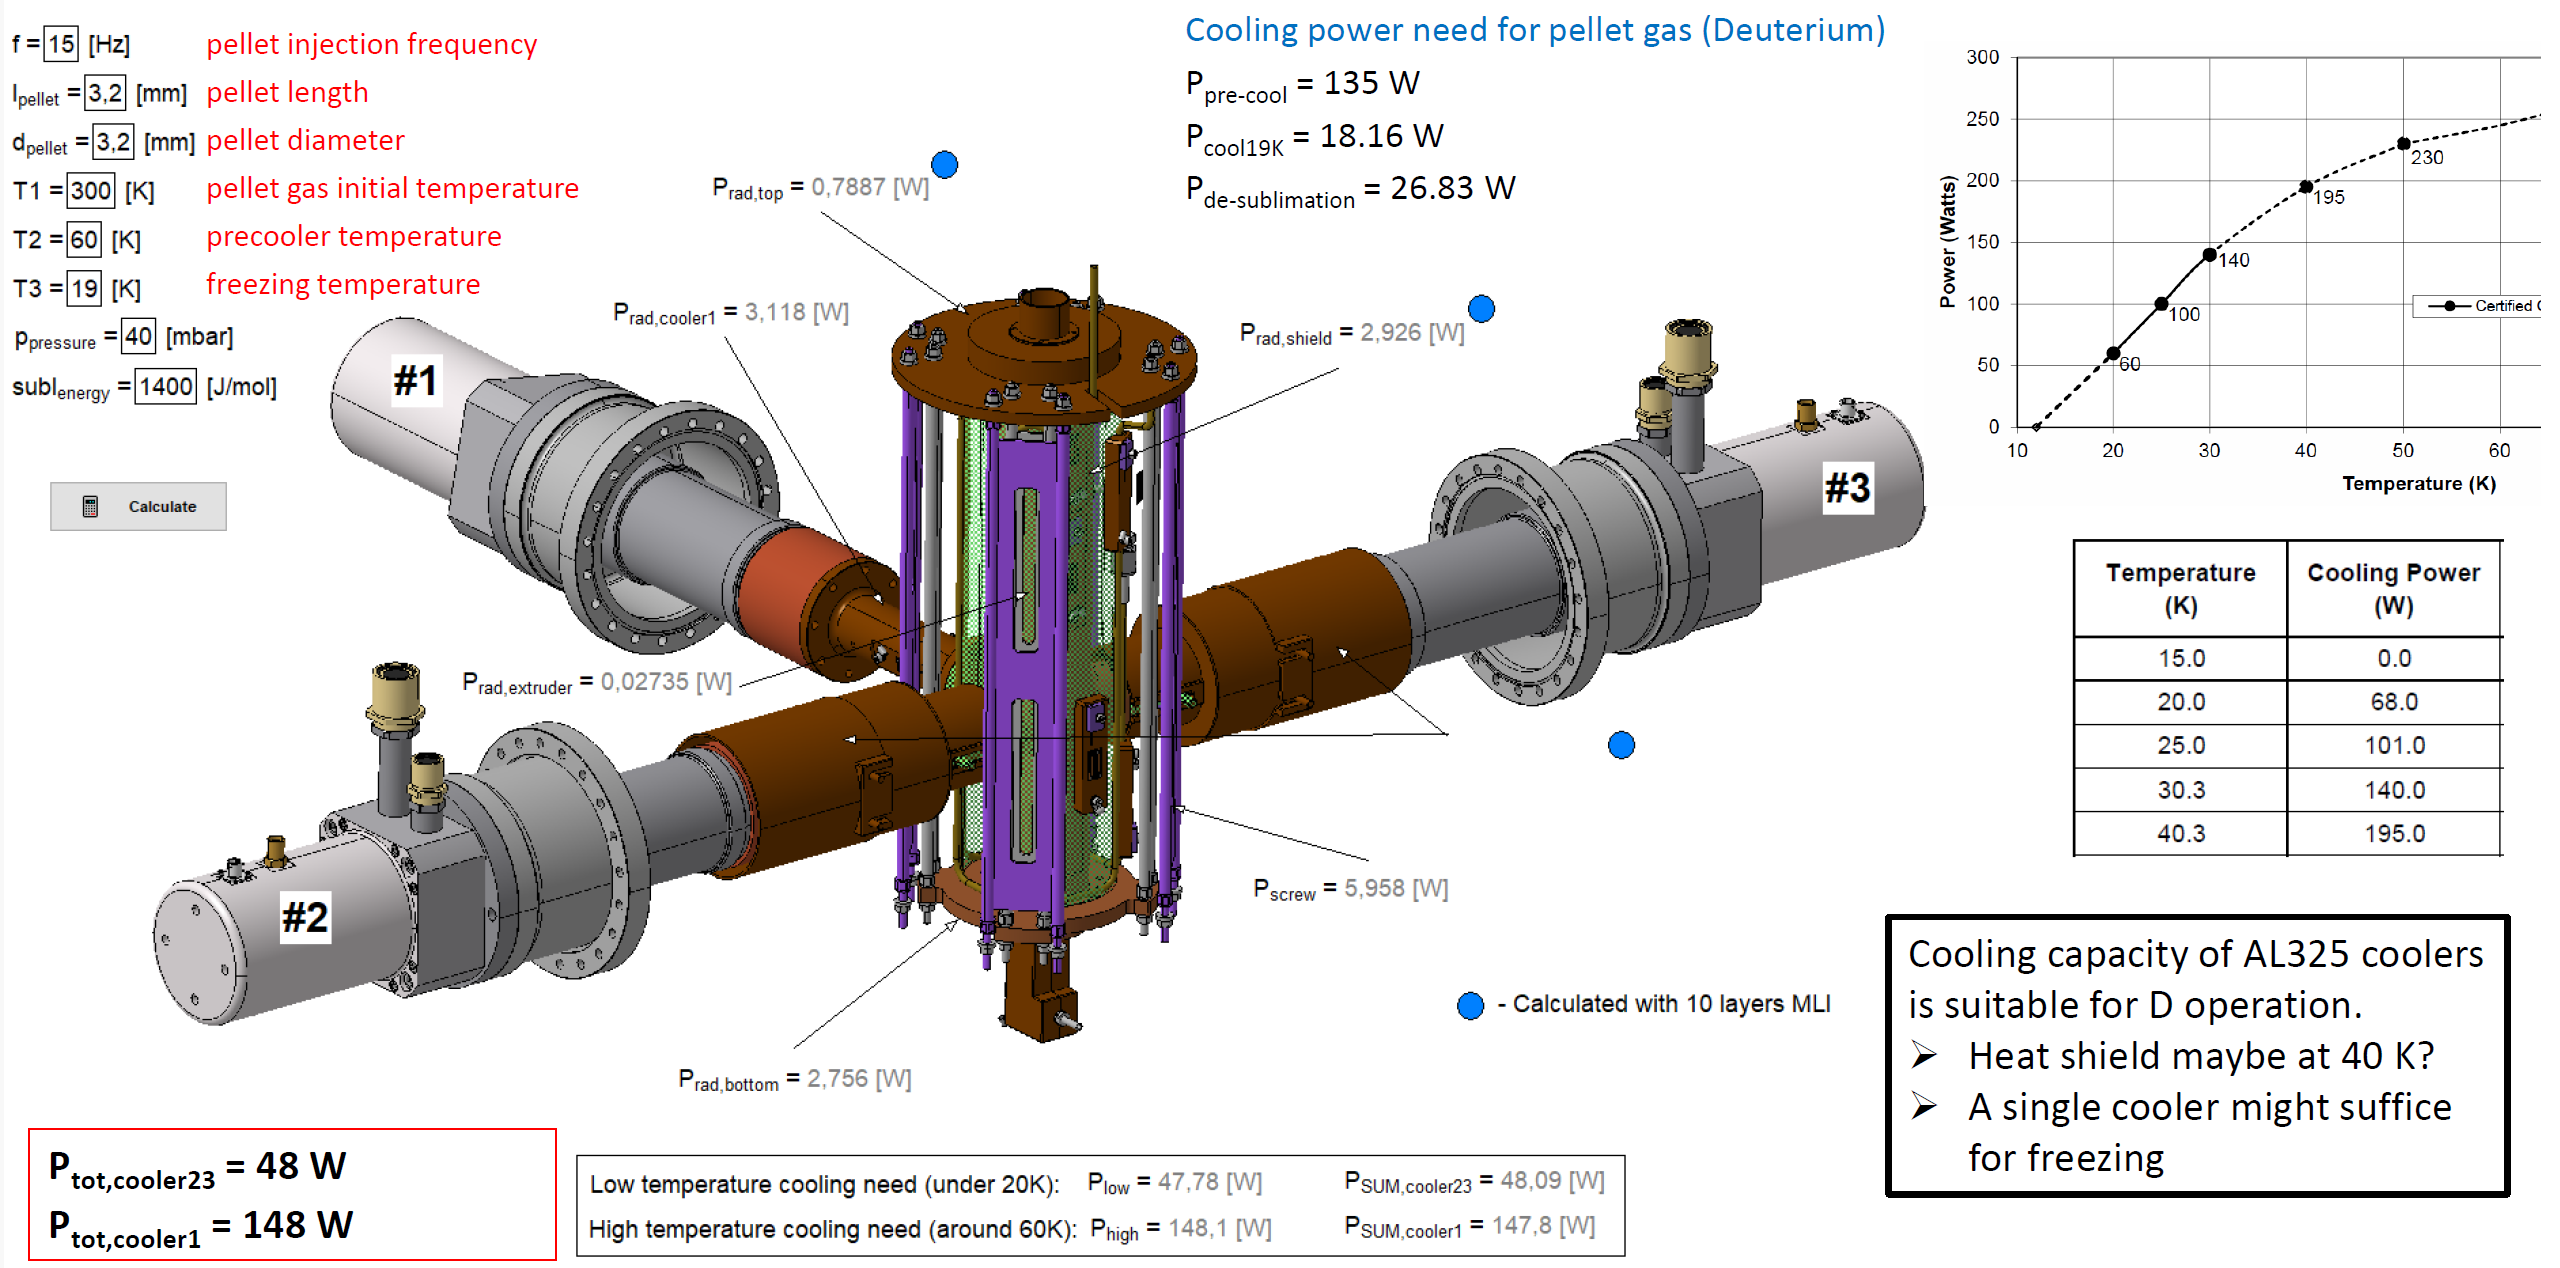 f = 15 [Hz] pellet injection frequency
lpellet = 3,2 [mm] pellet length
dpellet = 3,2 [mm] pellet diameter
T1 = 300 [K] pellet gas initial temperature
T2 = 60 [K] precooler temperature
T3 = 19 [K] freezing temperature
ppressure = 40 [mbar]
sublenergy = 1400 [J/mol]
Calculate
Cooling power need for pellet gas (Deuterium)
Ppre-cool = 135 W
Pcool19K = 18.16 W
Pde-sublimation = 26.83 W
Prad,top = 0,7887 [W]
Prad,cooler1 = 3,118 [W]
Prad,shield = 2,926 [W]
#1
#3
Prad,extruder = 0,02735 [W]
#2
Pscrew = 5,958 [W]
Prad,bottom = 2,756 [W]
- Calculated with 10 layers MLI
Power (Watts)
300
250
200
150
100
50
0
230
195
140
100
60
Certified
10 20 30 40 50 60
Temperature (K)
Temperature (K) Cooling Power (W)
15.0 0.0
20.0 68.0
25.0 101.0
30.3 140.0
40.3 195.0
Cooling capacity of AL325 coolers
is suitable for D operation.
➢ Heat shield maybe at 40 K?
➢ A single cooler might suffice
for freezing
Ptot,cooler23 = 48 W
Ptot,cooler1 = 148 W
Low temperature cooling need (under 20K): Plow = 47,78 [W] PSUM,cooler23 = 48,09 [W]
High temperature cooling need (around 60K): Phigh = 148,1 [W] PSUM,cooler1 = 147,8 [W]